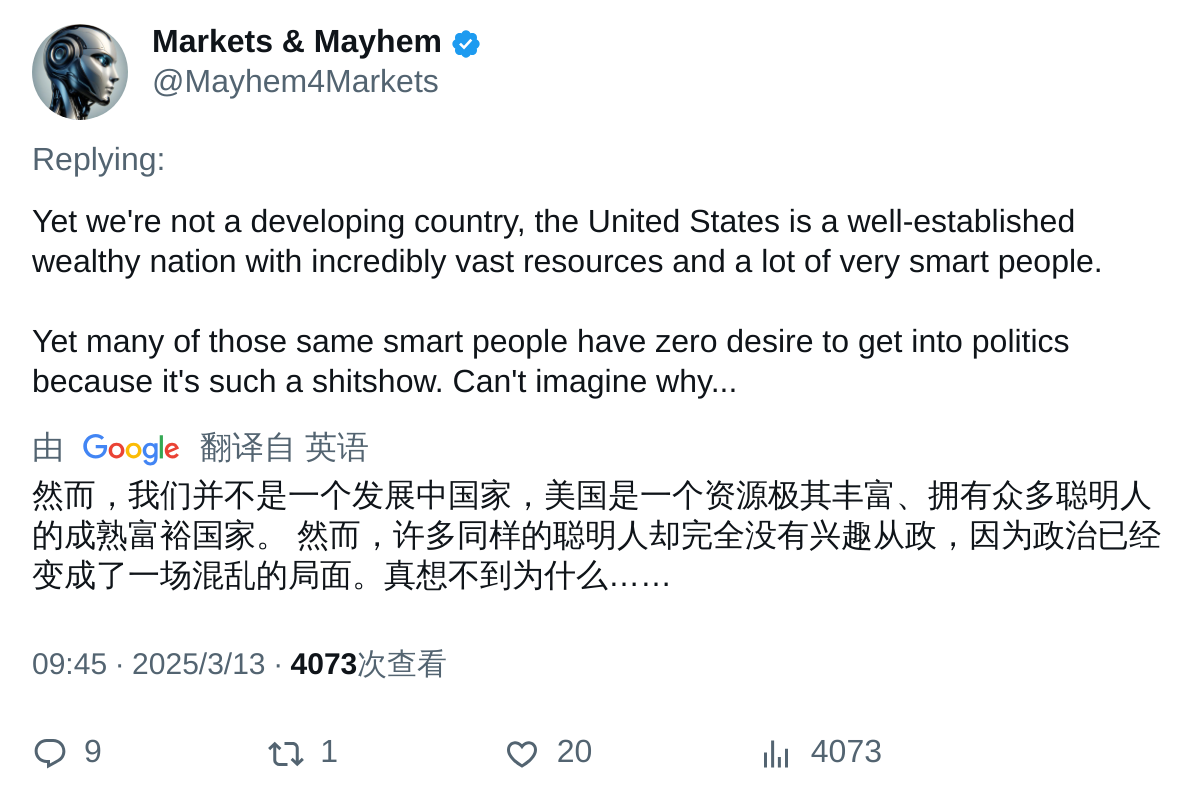 Markets & Mayhem
@Mayhem4Markets
Replying:
Yet we're not a developing country, the United States is a well-established
wealthy nation with incredibly vast resources and a lot of very smart people.
Yet many of those same smart people have zero desire to get into politics
because it's such a shitshow. Can't imagine why...
由 Google 翻译自 英语
然而，我们并不是一个发展中国家，美国是一个资源极其丰富、拥有众多聪明人
的成熟富裕国家。 然而，许多同样的聪明人却完全没有兴趣从政，因为政治已经
变成了一场混乱的局面。真想不到为什么……
09:45 · 2025/3/13 · 4073次查看
9 1 20 4073